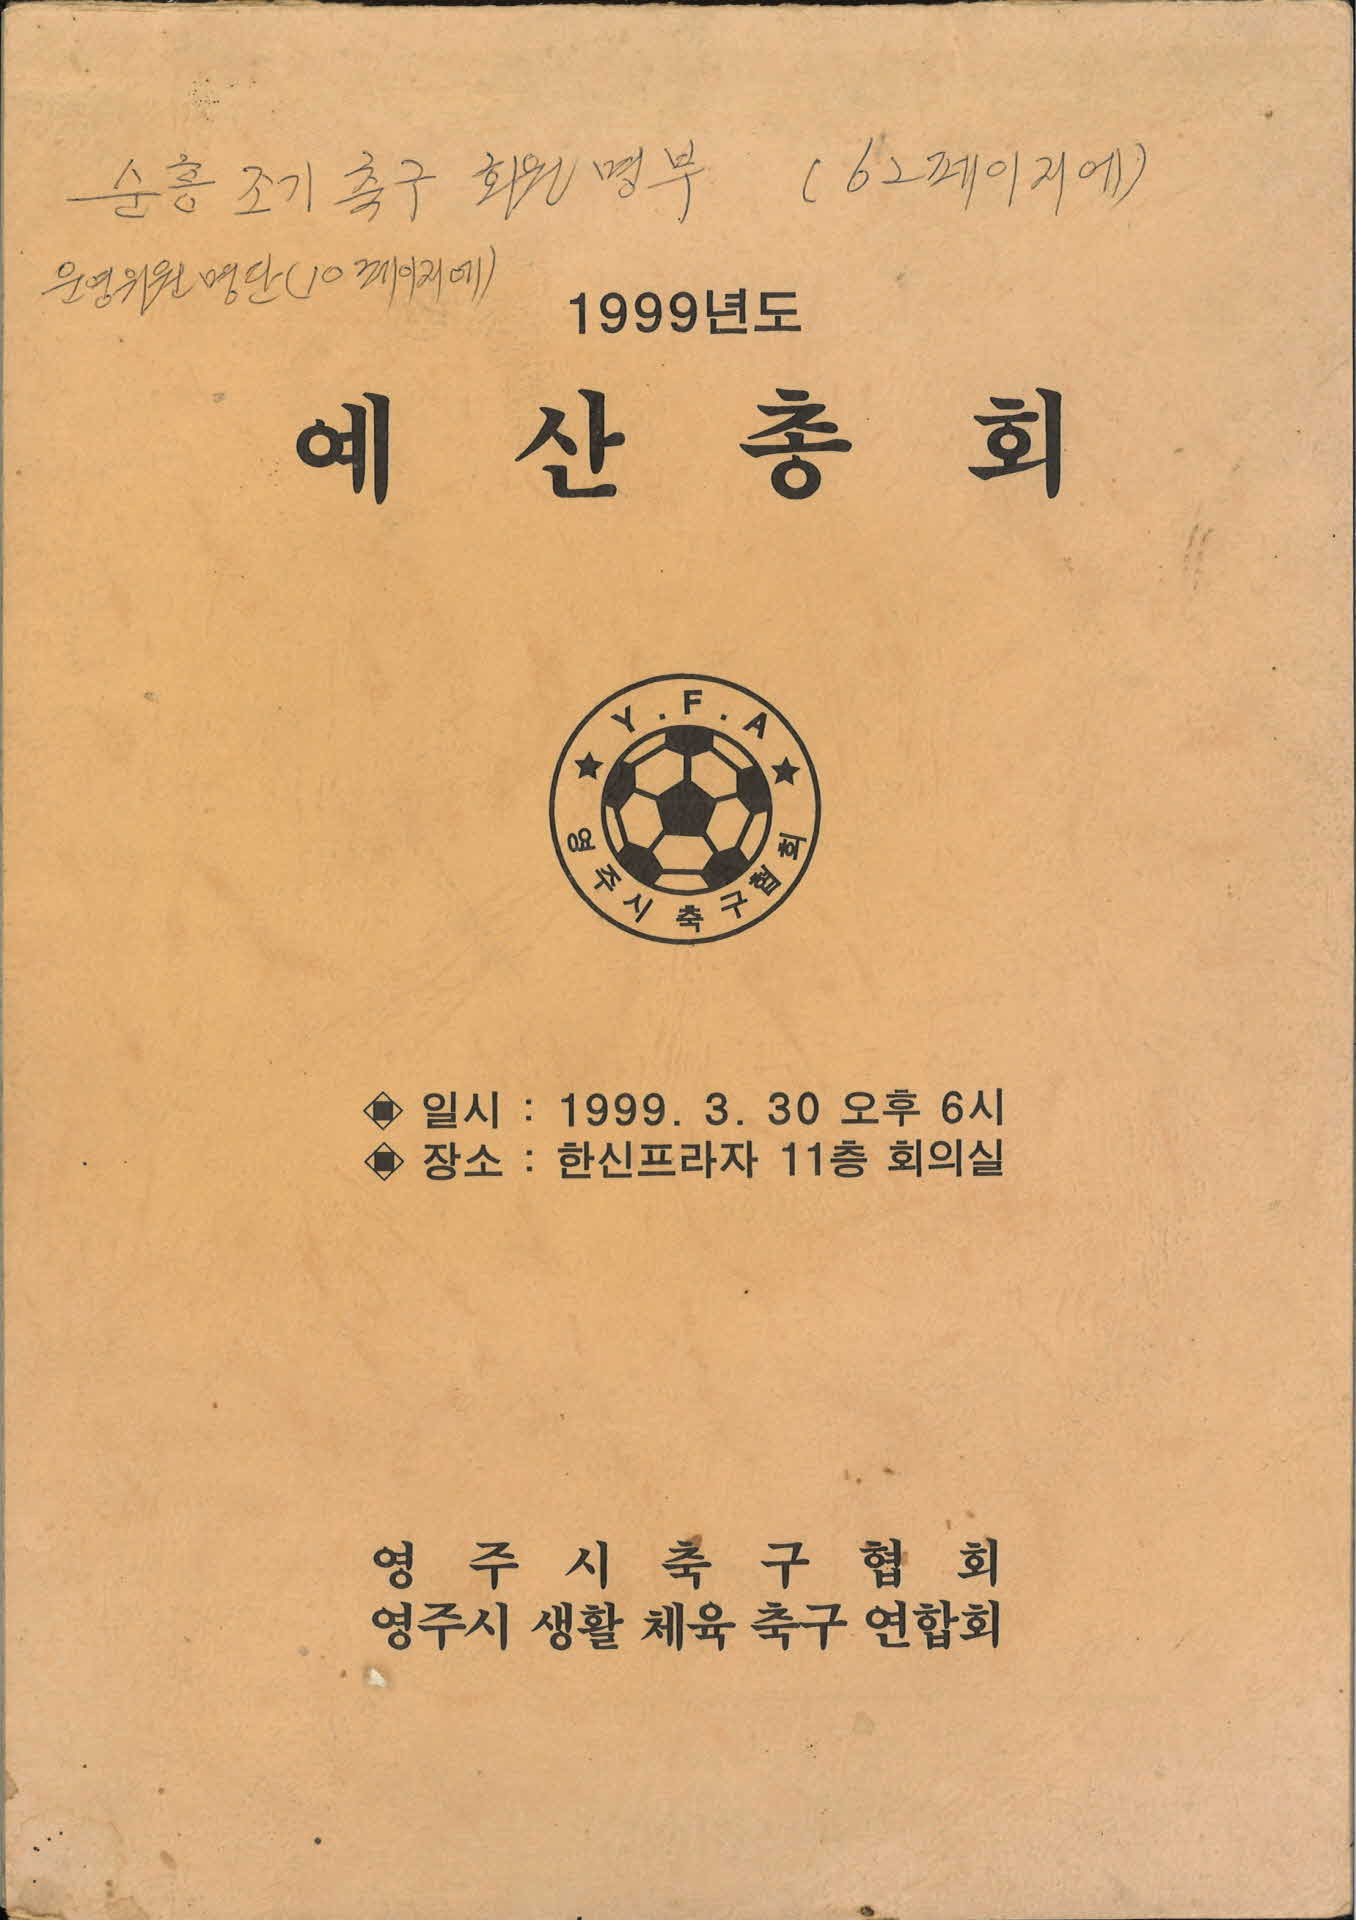 순흥 조기 축구 회원 명부 (62페이지에)
운영위원 명단(10페이지에)
1999년도
예 산 총 회
Y.F.A
영주시축구협회
일시 : 1999. 3. 30 오후 6시
장소 : 한신프라자 11층 회의실
영 주 시 축 구 협 회
영주시 생활 체육 축구 연합회